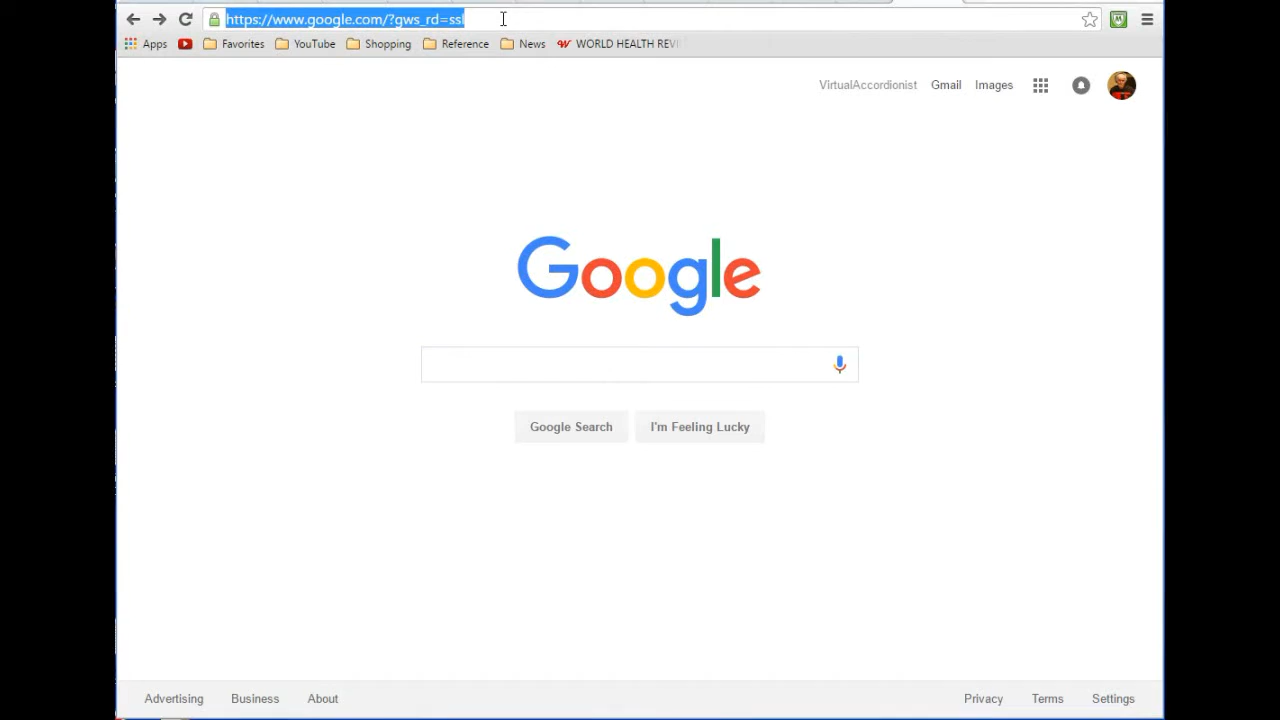 https://www.google.com/?gws_rd=ssl
Apps Favorites YouTube Shopping Reference News WORLD HEALTH REVI
VirtualAccordionist Gmail Images
Google
Google Search I'm Feeling Lucky
Advertising Business About Privacy Terms Settings